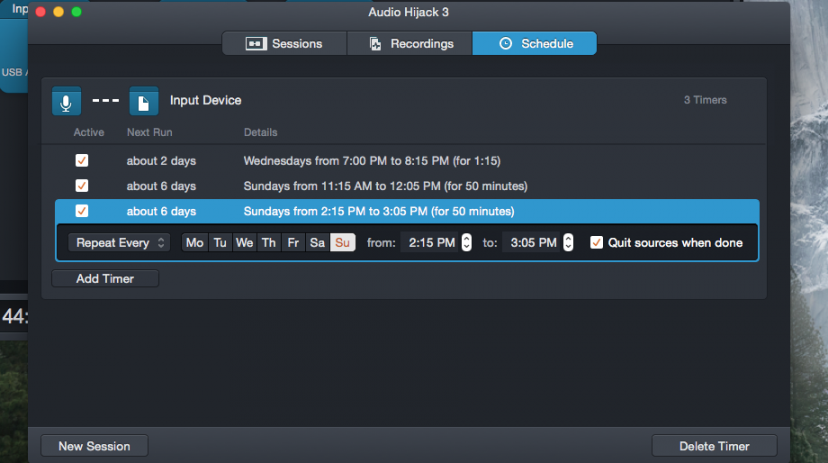 Inp
Audio Hijack 3
Sessions Recordings Schedule
USB A
Input Device 3 Timers
Active Next Run Details
about 2 days Wednesdays from 7:00 PM to 8:15 PM (for 1:15)
about 6 days Sundays from 11:15 AM to 12:05 PM (for 50 minutes)
about 6 days Sundays from 2:15 PM to 3:05 PM (for 50 minutes)
Repeat Every Mo Tu We Th Fr Sa Su from: 2:15 PM to: 3:05 PM Quit sources when done
Add Timer
44:
New Session Delete Timer